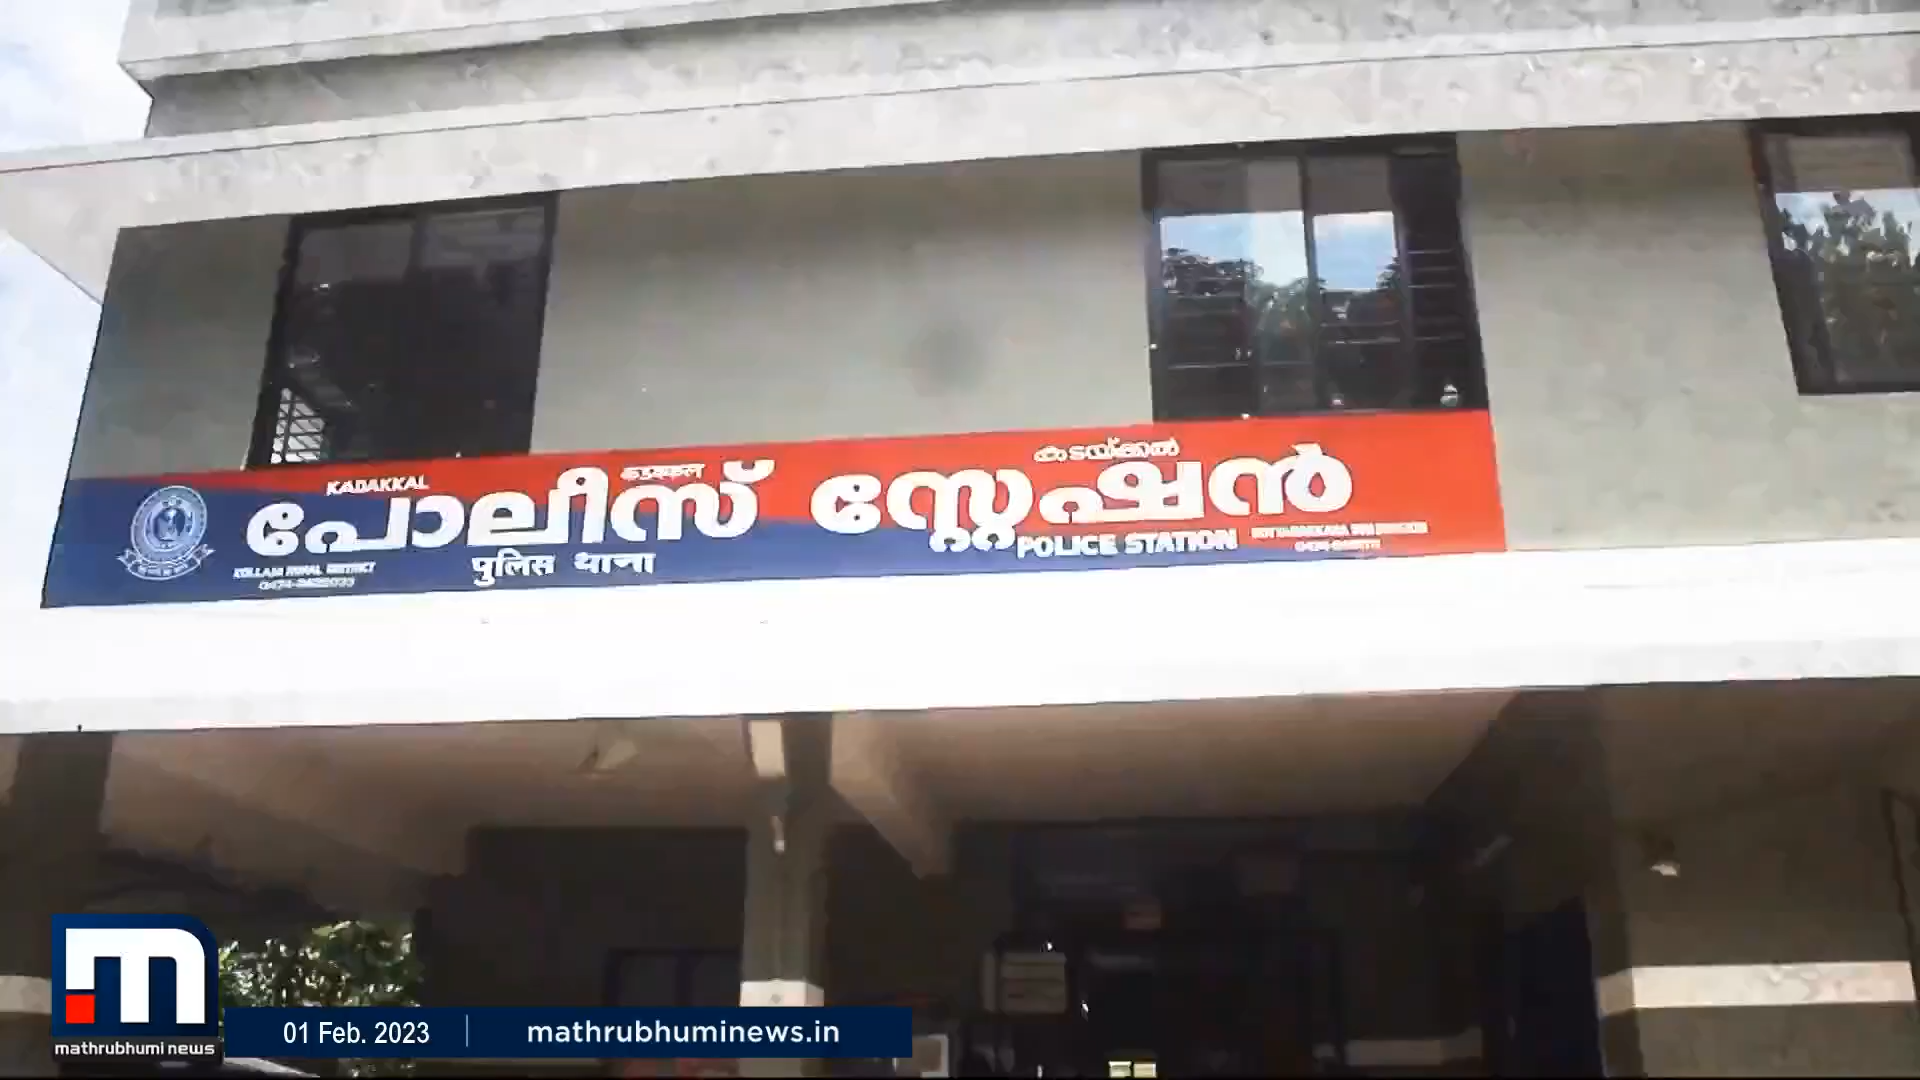 KADAKKAL
കടയ്ക്കൽ
പോലീസ് സ്റ്റേഷൻ
पुलिस थाना
POLICE STATION
KOLLAM RURAL DISTRICT
mathrubhumi news
01 Feb. 2023
mathrubhuminews.in